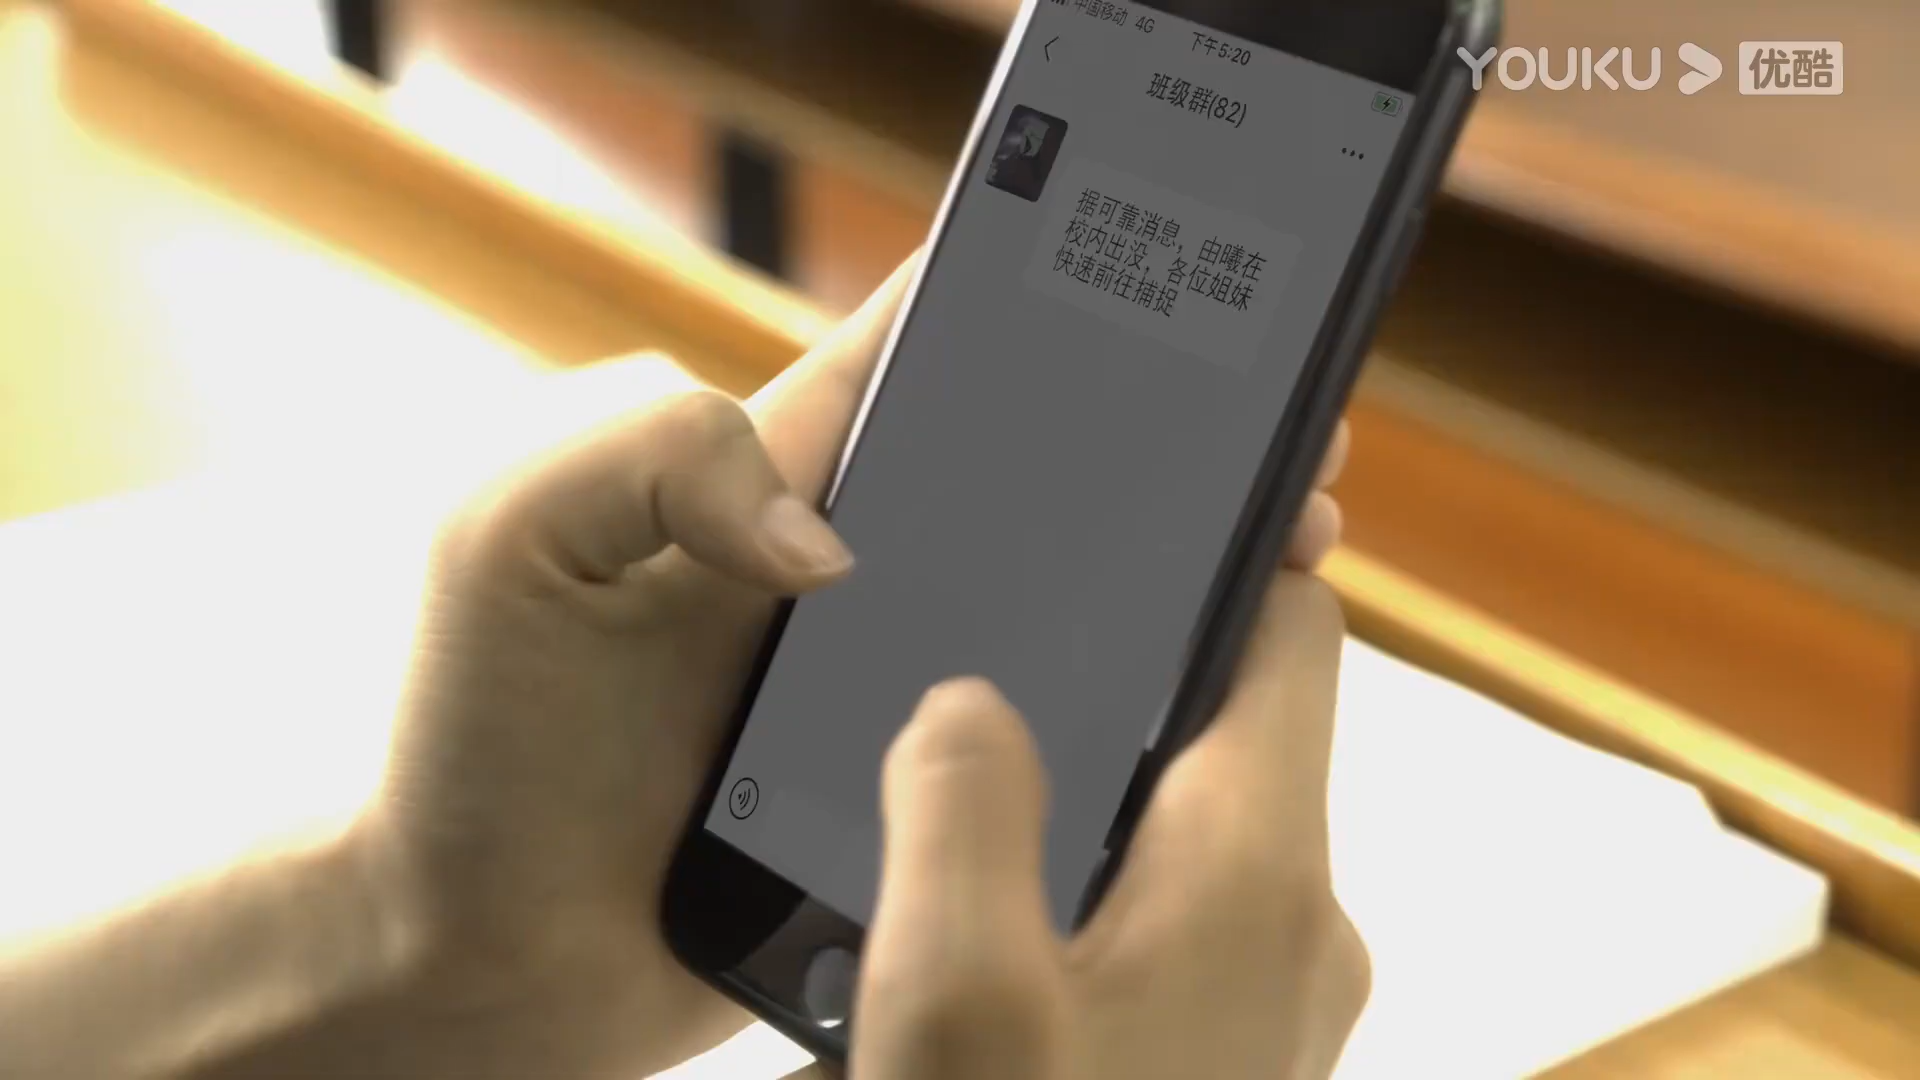 中国移动 4G
下午5:20
班级群(82)
据可靠消息，由曦在
校内出没，各位姐妹
快速前往捕捉
YOUKU 优酷